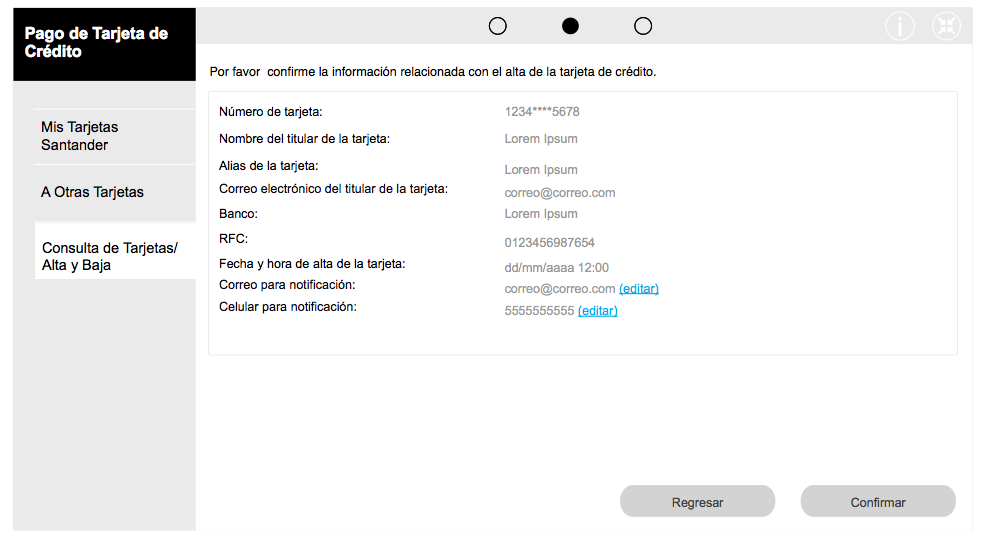 Pago de Tarjeta de
Crédito
Mis Tarjetas
Santander
A Otras Tarjetas
Consulta de Tarjetas/
Alta y Baja
i
Por favor  confirme la información relacionada con el alta de la tarjeta de crédito.
Número de tarjeta: 1234****5678
Nombre del titular de la tarjeta: Lorem Ipsum
Alias de la tarjeta: Lorem Ipsum
Correo electrónico del titular de la tarjeta: correo@correo.com
Banco: Lorem Ipsum
RFC: 0123456987654
Fecha y hora de alta de la tarjeta: dd/mm/aaaa 12:00
Correo para notificación: correo@correo.com (editar)
Celular para notificación: 5555555555 (editar)
Regresar Confirmar